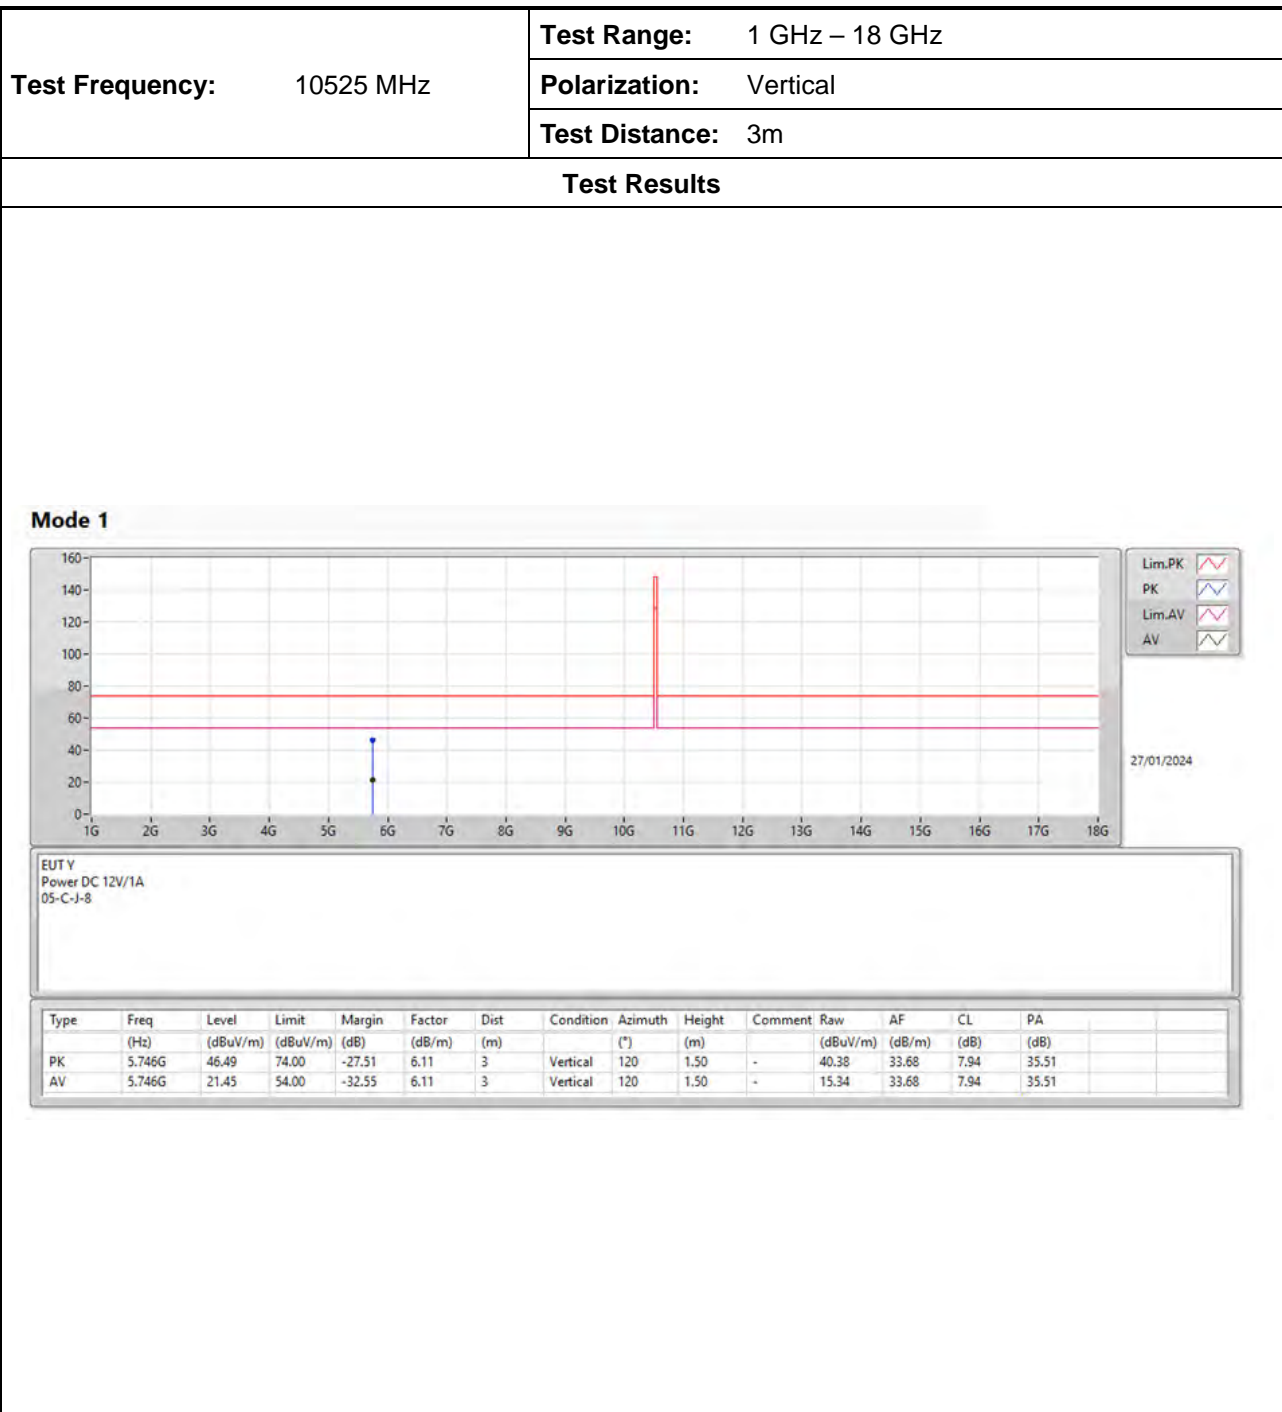 Test Frequency: 10525 MHz
Test Range: 1 GHz – 18 GHz
Polarization: Vertical
Test Distance: 3m
Test Results
Mode 1
160
140
120
100
80
60
40
20
0
1G 2G 3G 4G 5G 6G 7G 8G 9G 10G 11G 12G 13G 14G 15G 16G 17G 18G
Lim.PK
PK
Lim.AV
AV
27/01/2024
EUT Y
Power DC 12V/1A
05-C-J-8
Type Freq Level Limit Margin Factor Dist Condition Azimuth Height Comment Raw AF CL PA
(Hz) (dBuV/m) (dBuV/m) (dB) (dB/m) (m) (°) (m) (dBuV/m) (dB/m) (dB) (dB)
PK 5.746G 46.49 74.00 -27.51 6.11 3 Vertical 120 1.50 - 40.38 33.68 7.94 35.51
AV 5.746G 21.45 54.00 -32.55 6.11 3 Vertical 120 1.50 - 15.34 33.68 7.94 35.51